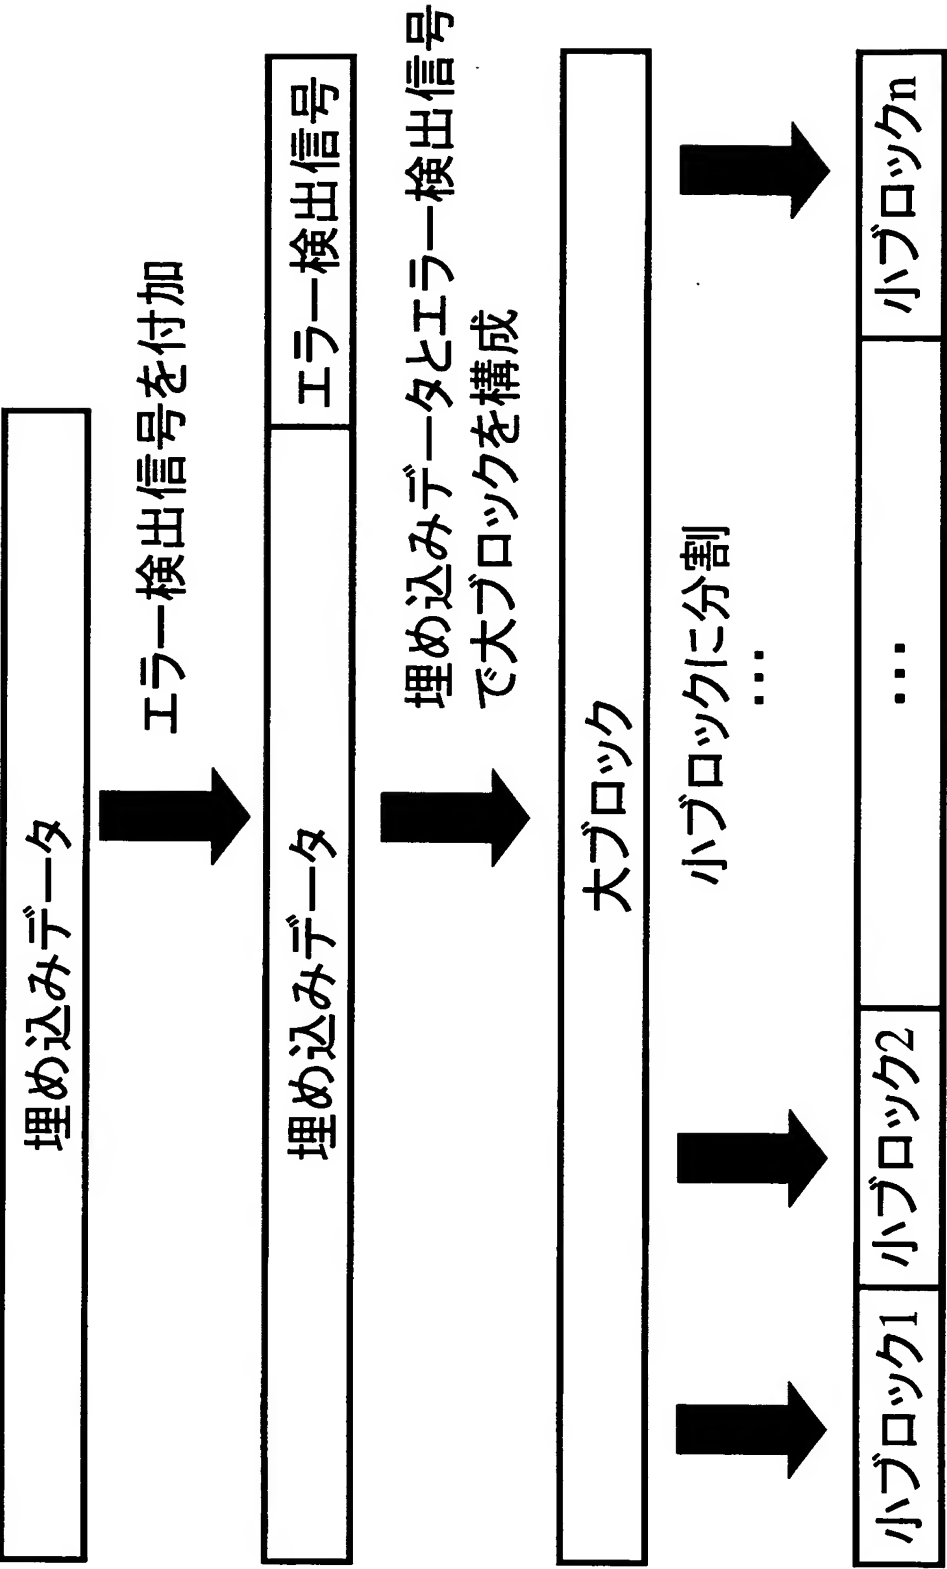 埋め込みデータ
エラー検出信号を付加
埋め込みデータ
エラー検出信号
埋め込みデータとエラー検出信号
で大ブロックを構成
大ブロック
小ブロックに分割
・・・
小ブロック1
小ブロック2
・・・
小ブロックn